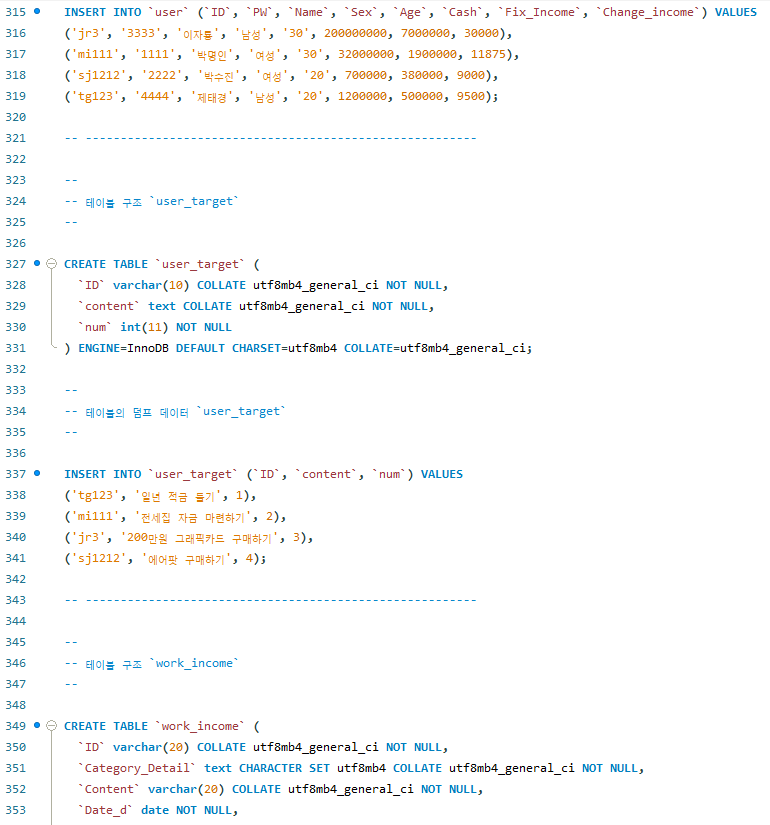 315 INSERT INTO `user` (`ID`, `PW`, `Name`, `Sex`, `Age`, `Cash`, `Fix_Income`, `Change_income`) VALUES
316 ('jr3', '3333', '이자룡', '남성', '30', 200000000, 7000000, 30000),
317 ('mi111', '1111', '박명인', '여성', '30', 32000000, 1900000, 11875),
318 ('sj1212', '2222', '박수진', '여성', '20', 700000, 380000, 9000),
319 ('tg123', '4444', '제태경', '남성', '20', 1200000, 500000, 9500);
320
321 -- --------------------------------------------------------
322
323 --
324 -- 테이블 구조 `user_target`
325 --
326
327 CREATE TABLE `user_target` (
328 `ID` varchar(10) COLLATE utf8mb4_general_ci NOT NULL,
329 `content` text COLLATE utf8mb4_general_ci NOT NULL,
330 `num` int(11) NOT NULL
331 ) ENGINE=InnoDB DEFAULT CHARSET=utf8mb4 COLLATE=utf8mb4_general_ci;
332
333 --
334 -- 테이블의 덤프 데이터 `user_target`
335 --
336
337 INSERT INTO `user_target` (`ID`, `content`, `num`) VALUES
338 ('tg123', '일년 적금 들기', 1),
339 ('mi111', '전세집 자금 마련하기', 2),
340 ('jr3', '200만원 그래픽카드 구매하기', 3),
341 ('sj1212', '에어팟 구매하기', 4);
342
343 -- --------------------------------------------------------
344
345 --
346 -- 테이블 구조 `work_income`
347 --
348
349 CREATE TABLE `work_income` (
350 `ID` varchar(20) COLLATE utf8mb4_general_ci NOT NULL,
351 `Category_Detail` text CHARACTER SET utf8mb4 COLLATE utf8mb4_general_ci NOT NULL,
352 `Content` varchar(20) COLLATE utf8mb4_general_ci NOT NULL,
353 `Date_d` date NOT NULL,